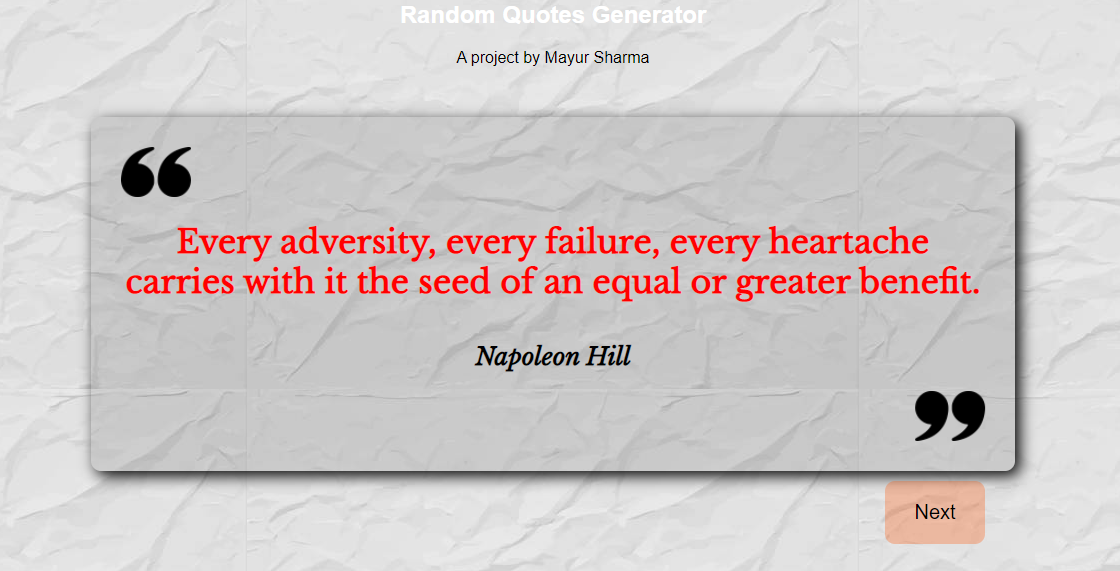 Random Quotes Generator
A project by Mayur Sharma
“
Every adversity, every failure, every heartache
carries with it the seed of an equal or greater benefit.
Napoleon Hill
”
Next